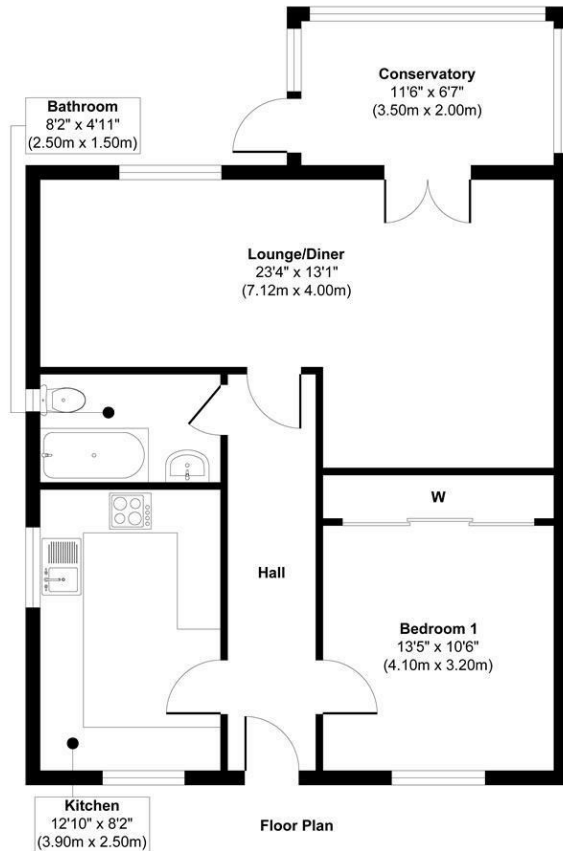 Conservatory
11'6" x 6'7"
(3.50m x 2.00m)
Bathroom
8'2" x 4'11"
(2.50m x 1.50m)
Lounge/Diner
23'4" x 13'1"
(7.12m x 4.00m)
W
Hall
Bedroom 1
13'5" x 10'6"
(4.10m x 3.20m)
Kitchen
12'10" x 8'2"
(3.90m x 2.50m)
Floor Plan